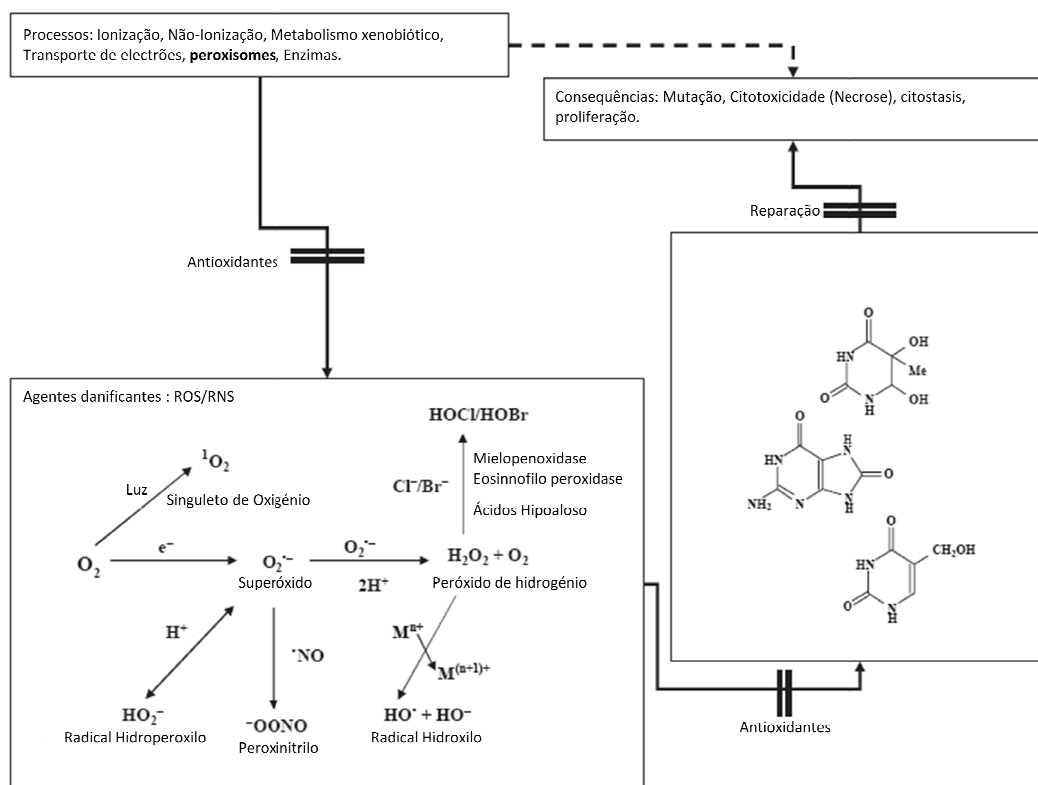 Processos: Ionização, Não-Ionização, Metabolismo xenobiótico,
Transporte de electrões, peroxisomes, Enzimas.
Consequências: Mutação, Citotoxicidade (Necrose), citostasis,
proliferação.
Reparação
Antioxidantes
Agentes danificantes : ROS/RNS
HOCl/HOBr
Mielopenoxidase
Eosinnofilo peroxidase
Cl⁻/Br⁻
Ácidos Hipoaloso
¹O₂
Luz
Singuleto de Oxigénio
O₂
e⁻
O₂•⁻
Superóxido
O₂•⁻
2H⁺
H₂O₂ + O₂
Peróxido de hidrogénio
H⁺
•NO
Mⁿ⁺
M⁽ⁿ⁺¹⁾⁺
HO₂⁻
Radical Hidroperoxilo
⁻OONO
Peroxinitrilo
HO• + HO⁻
Radical Hidroxilo
O
OH
HN
Me
O
N
H
OH
O
H
HN
N
O
NH₂
N
N
H
O
CH₂OH
HN
O
N
H
Antioxidantes